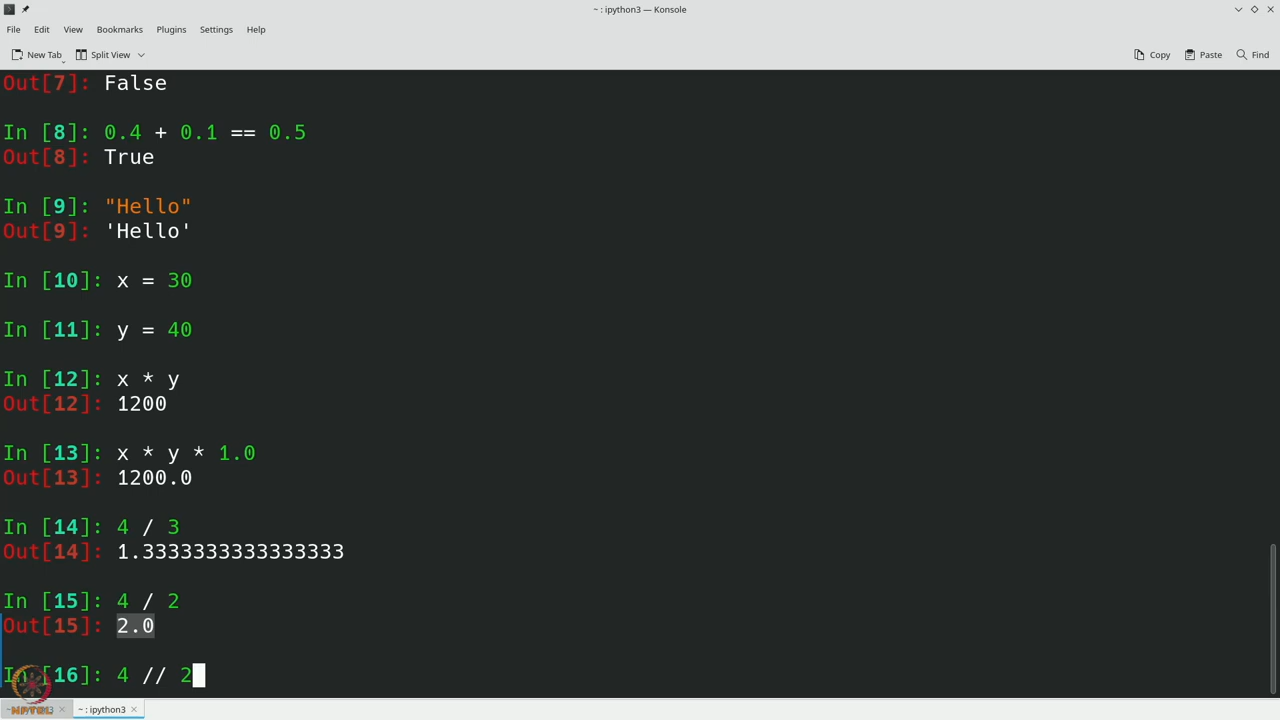 ~ : ipython3 — Konsole
File Edit View Bookmarks Plugins Settings Help
New Tab Split View Copy Paste Find
Out[7]: False
In [8]: 0.4 + 0.1 == 0.5
Out[8]: True
In [9]: "Hello"
Out[9]: 'Hello'
In [10]: x = 30
In [11]: y = 40
In [12]: x * y
Out[12]: 1200
In [13]: x * y * 1.0
Out[13]: 1200.0
In [14]: 4 / 3
Out[14]: 1.3333333333333333
In [15]: 4 / 2
Out[15]: 2.0
In [16]: 4 // 2
NPTEL
~ : ipython3